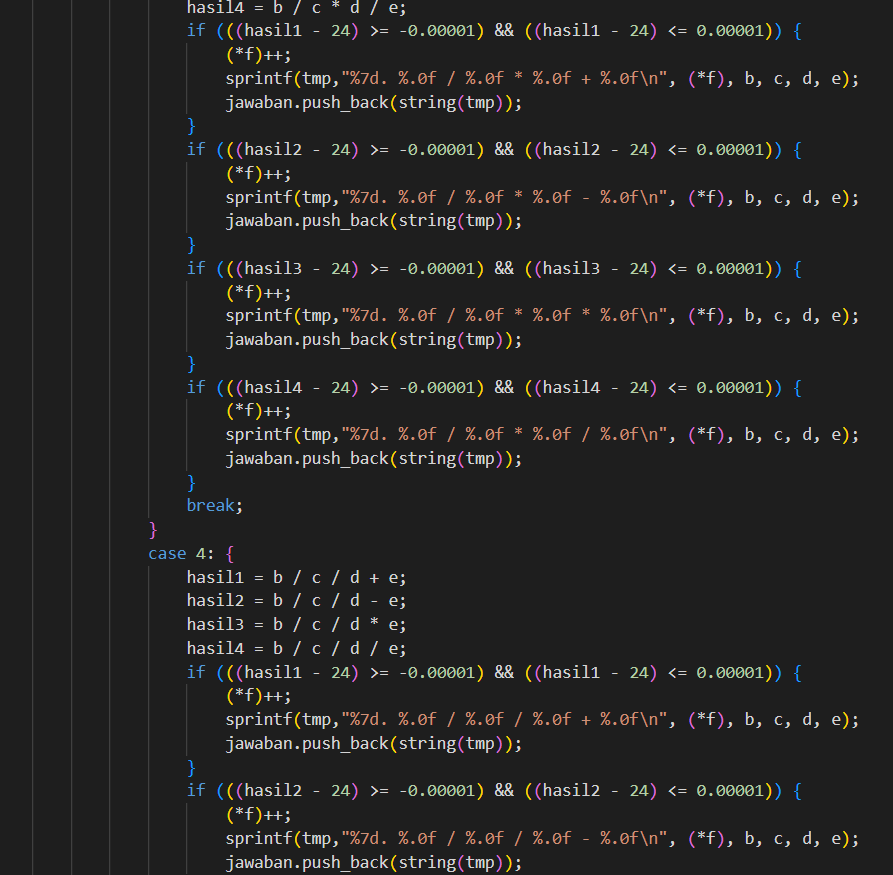 hasil4 = b / c * d / e;
if (((hasil1 - 24) >= -0.00001) && ((hasil1 - 24) <= 0.00001)) {
(*f)++;
sprintf(tmp,"%7d. %.0f / %.0f * %.0f + %.0f\n", (*f), b, c, d, e);
jawaban.push_back(string(tmp));
}
if (((hasil2 - 24) >= -0.00001) && ((hasil2 - 24) <= 0.00001)) {
(*f)++;
sprintf(tmp,"%7d. %.0f / %.0f * %.0f - %.0f\n", (*f), b, c, d, e);
jawaban.push_back(string(tmp));
}
if (((hasil3 - 24) >= -0.00001) && ((hasil3 - 24) <= 0.00001)) {
(*f)++;
sprintf(tmp,"%7d. %.0f / %.0f * %.0f * %.0f\n", (*f), b, c, d, e);
jawaban.push_back(string(tmp));
}
if (((hasil4 - 24) >= -0.00001) && ((hasil4 - 24) <= 0.00001)) {
(*f)++;
sprintf(tmp,"%7d. %.0f / %.0f * %.0f / %.0f\n", (*f), b, c, d, e);
jawaban.push_back(string(tmp));
}
break;
}
case 4: {
hasil1 = b / c / d + e;
hasil2 = b / c / d - e;
hasil3 = b / c / d * e;
hasil4 = b / c / d / e;
if (((hasil1 - 24) >= -0.00001) && ((hasil1 - 24) <= 0.00001)) {
(*f)++;
sprintf(tmp,"%7d. %.0f / %.0f / %.0f + %.0f\n", (*f), b, c, d, e);
jawaban.push_back(string(tmp));
}
if (((hasil2 - 24) >= -0.00001) && ((hasil2 - 24) <= 0.00001)) {
(*f)++;
sprintf(tmp,"%7d. %.0f / %.0f / %.0f - %.0f\n", (*f), b, c, d, e);
jawaban.push_back(string(tmp));